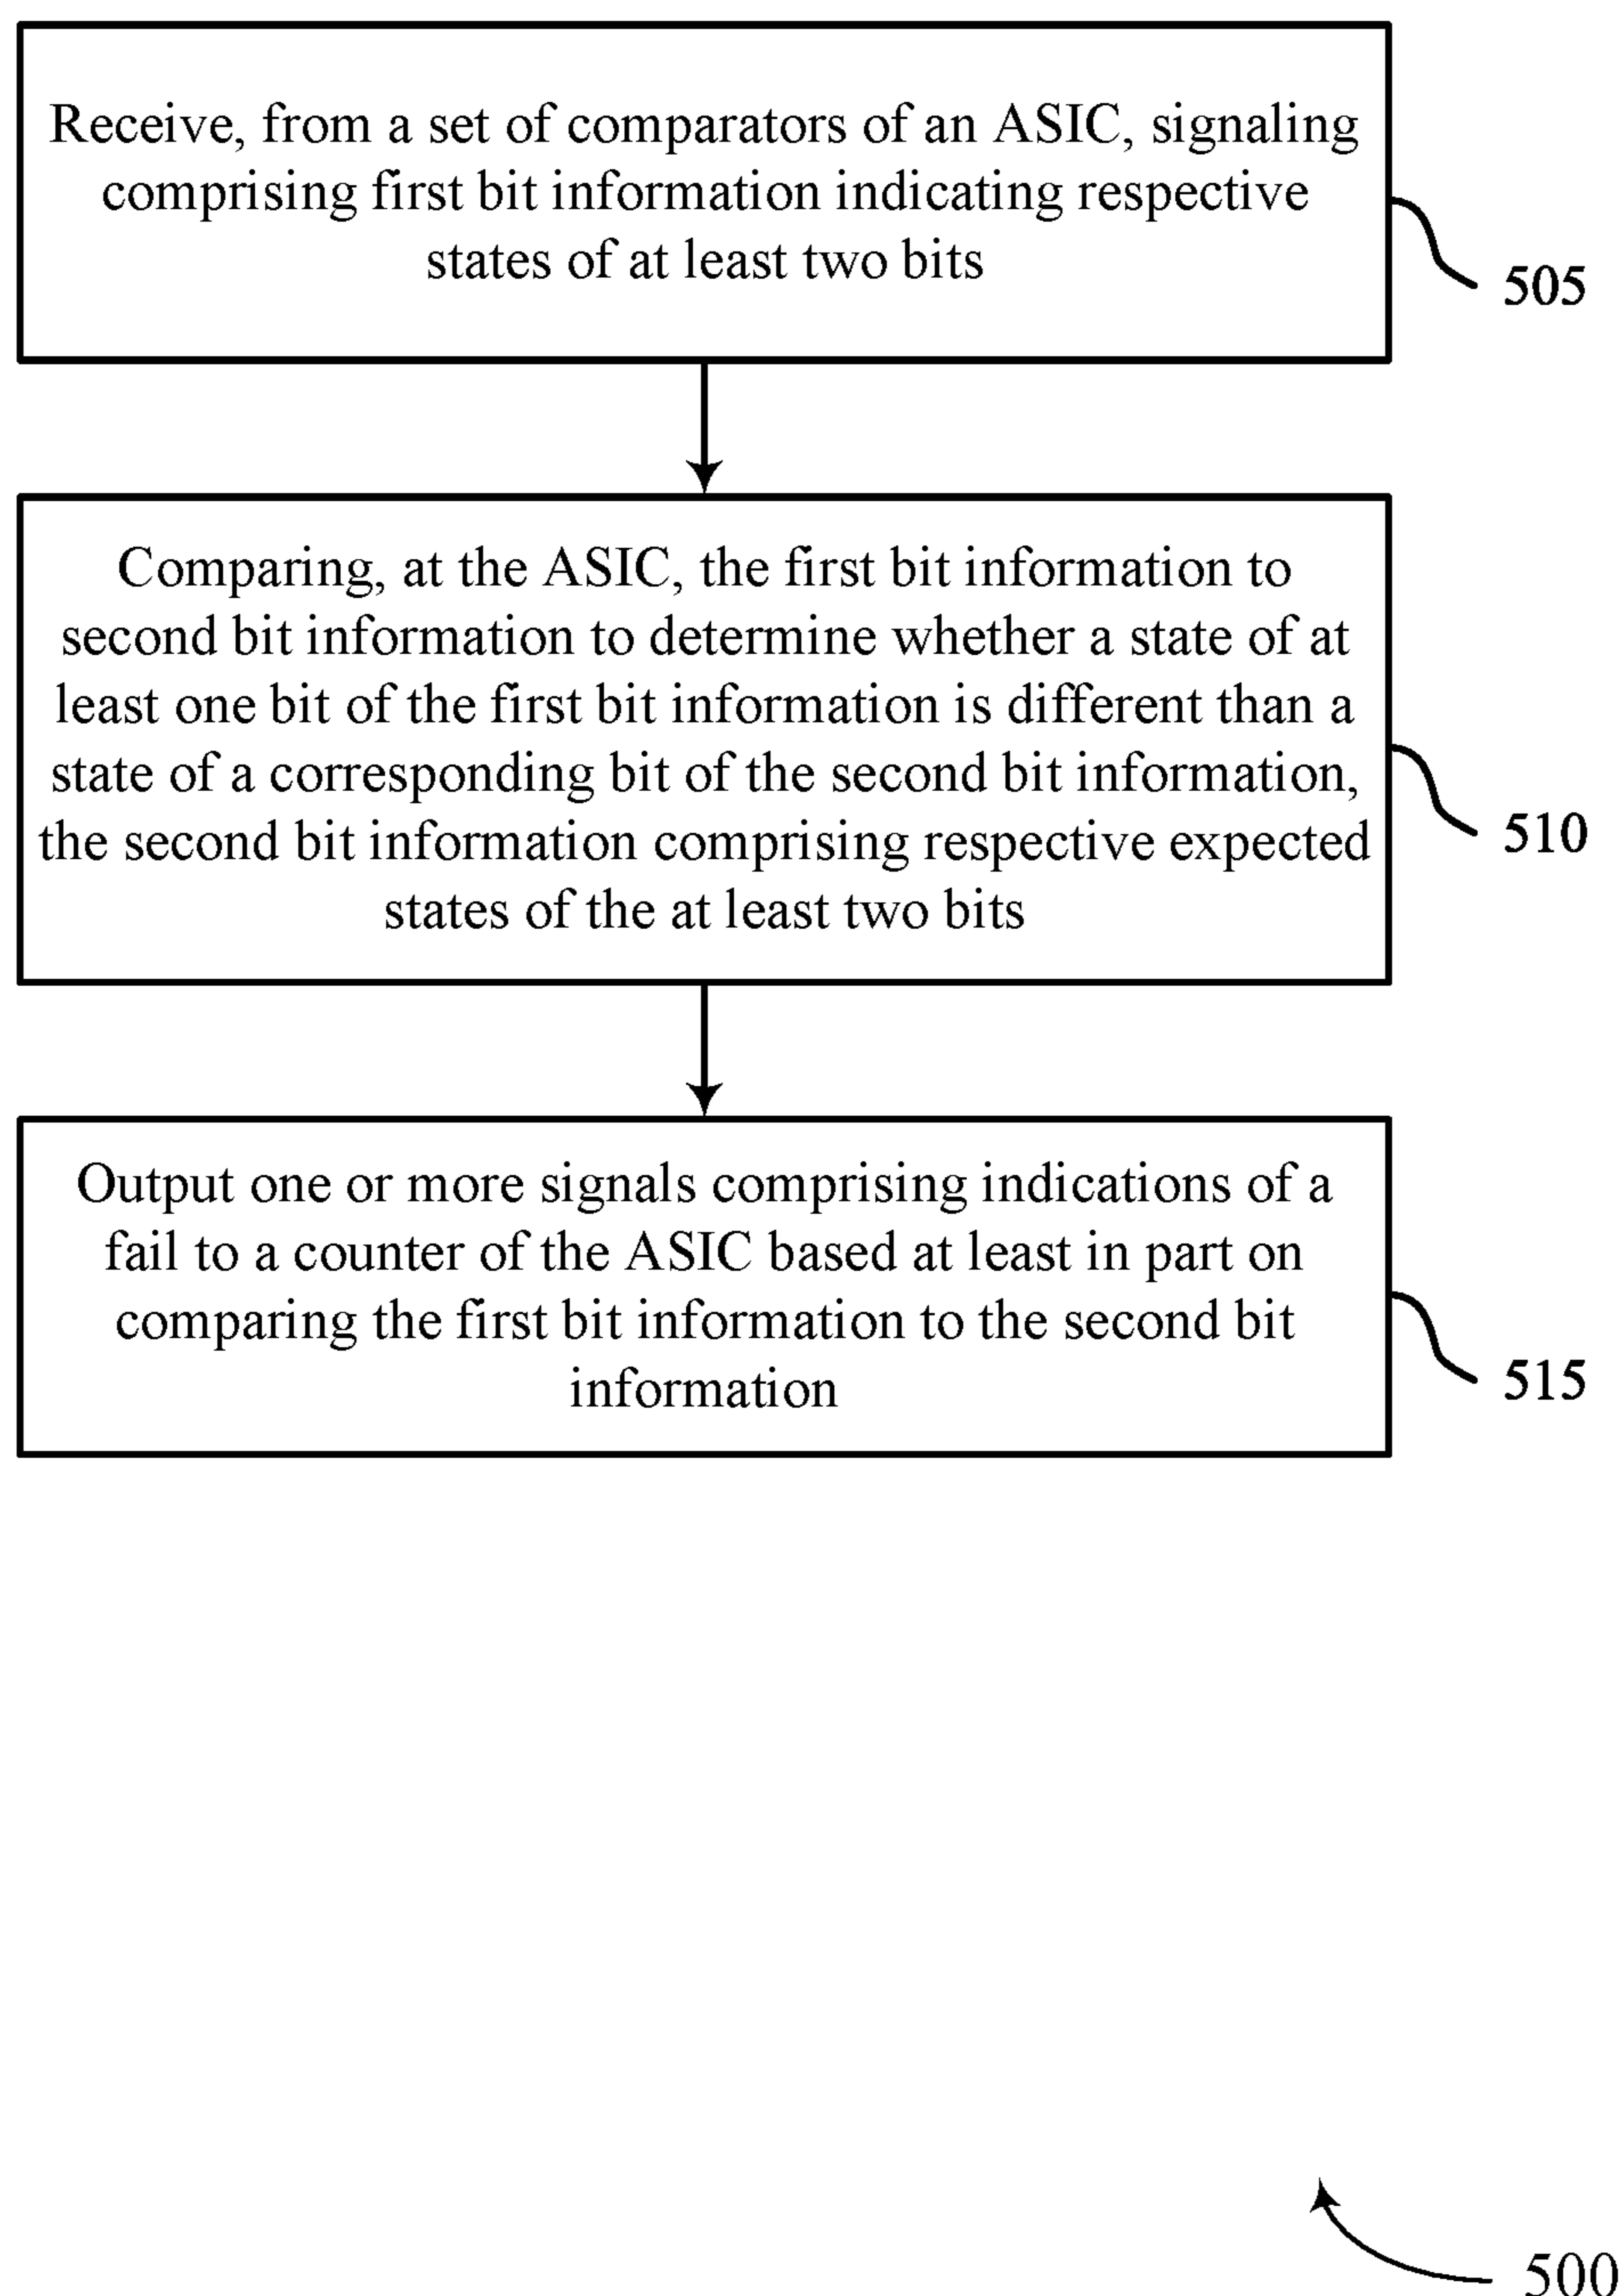 Receive, from a set of comparators of an ASIC, signaling
comprising first bit information indicating respective
states of at least two bits
505
Comparing, at the ASIC, the first bit information to
second bit information to determine whether a state of at
least one bit of the first bit information is different than a
state of a corresponding bit of the second bit information,
the second bit information comprising respective expected
states of the at least two bits
510
Output one or more signals comprising indications of a
fail to a counter of the ASIC based at least in part on
comparing the first bit information to the second bit
information
515
500